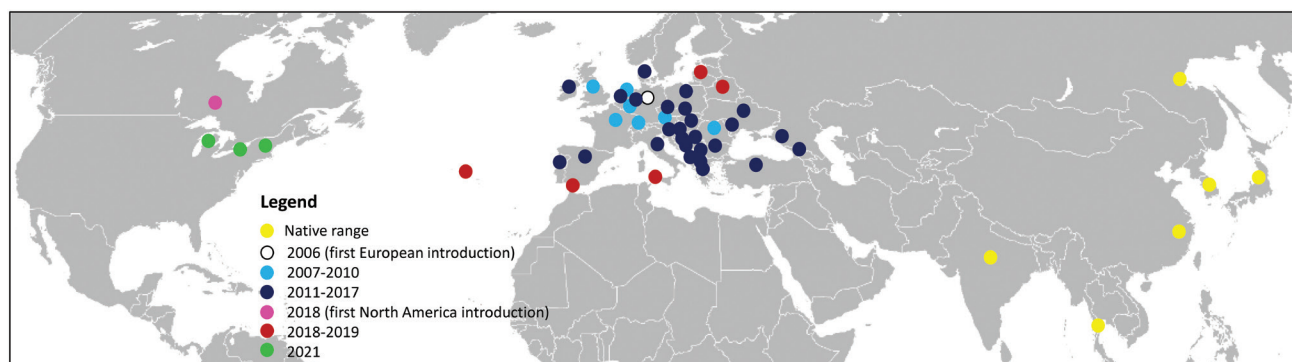 Legend
Native range
2006 (first European introduction)
2007-2010
2011-2017
2018 (first North America introduction)
2018-2019
2021